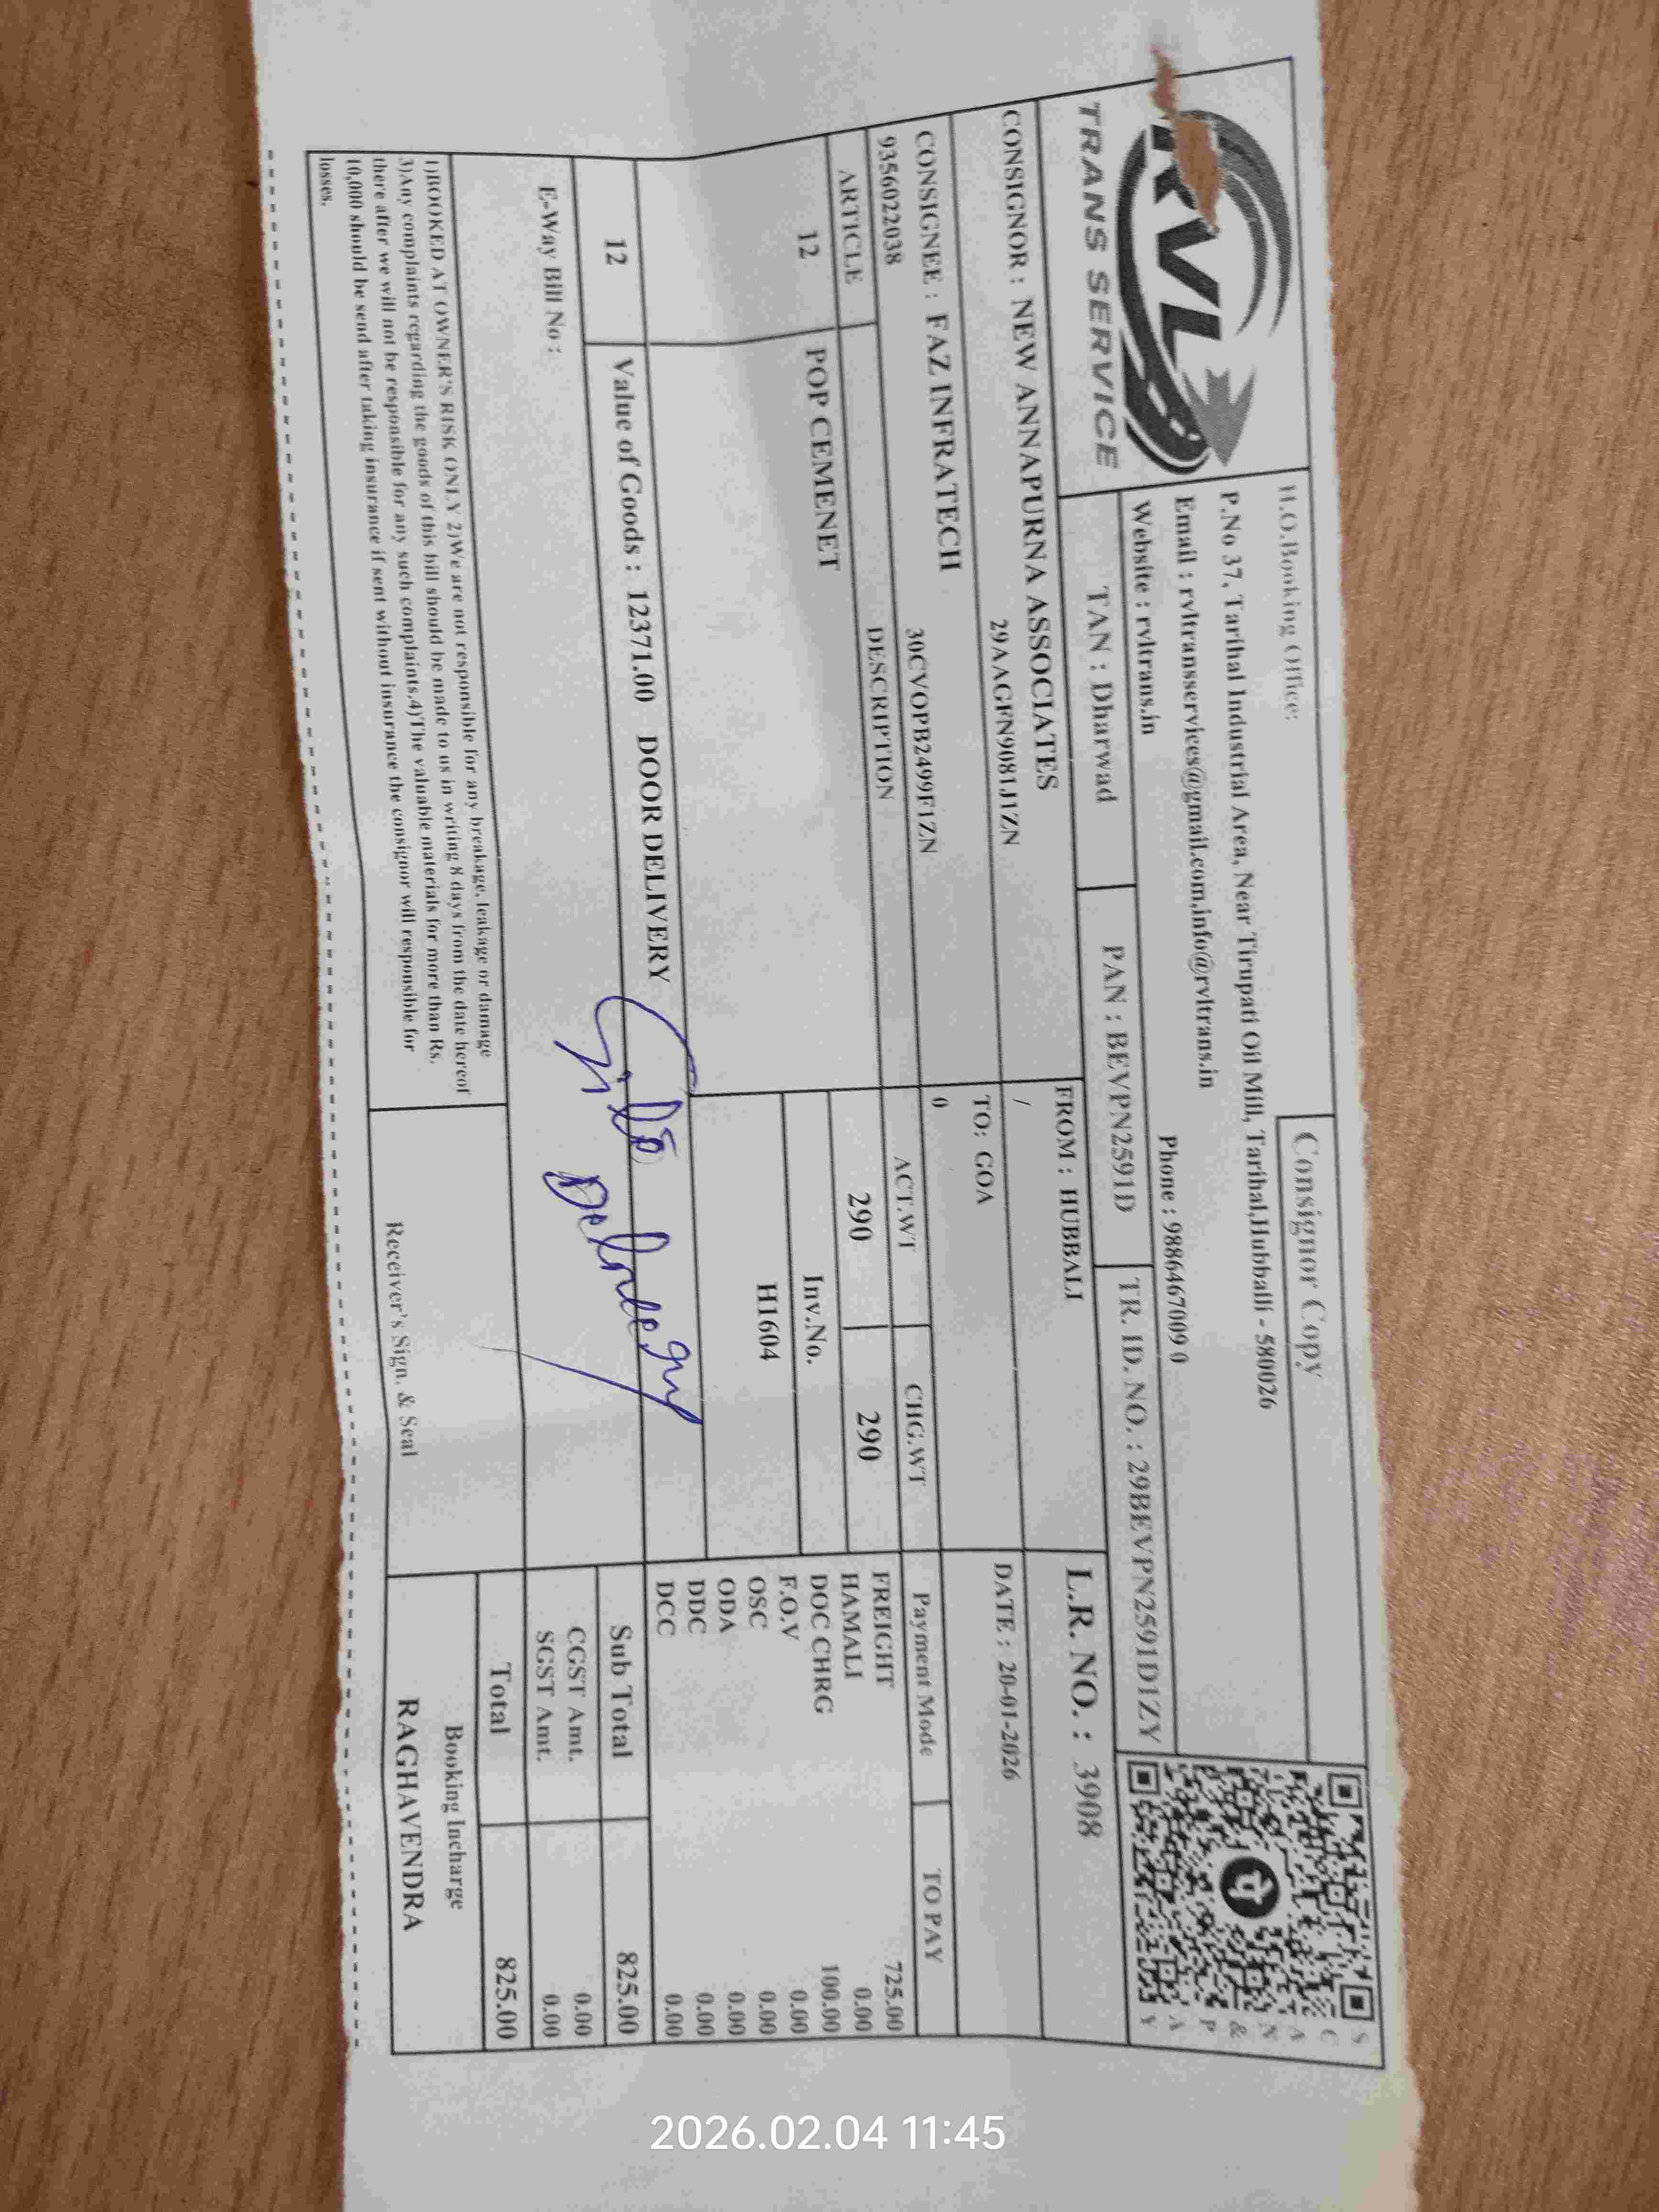 RVL
TRANS SERVICE
H.O.Booking Office:
Consignor Copy
P.No 37, Tarihal Industrial Area, Near Tirupati Oil Mill, Tarihal,Hubballi - 580026
Email : rvltransservices@gmail.com,info@rvltrans.in
Website : rvltrans.in
Phone : 9886467009 0
SCAN & PAY
TAN : Dharwad
PAN : BEVPN2591D
TR. ID. NO. : 29BEVPN2591D1ZY
CONSIGNOR : NEW ANNAPURNA ASSOCIATES
29AAGFN9081J1ZN
FROM : HUBBALI
/
L.R. NO. : 3908
CONSIGNEE : FAZ INFRATECH
9356022038
30CVOPB2499F1ZN
TO: GOA
0
DATE : 20-01-2026
ARTICLE
DESCRIPTION
ACT.WT
CHG.WT
Payment Mode
TO PAY
12
POP CEMENET
290
290
Inv.No.
H1604
FREIGHT 725.00
HAMALI 0.00
DOC CHRG 100.00
F.O.V 0.00
OSC 0.00
ODA 0.00
DDC 0.00
DCC 0.00
12
Value of Goods : 12371.00 DOOR DELIVERY
Sub Total 825.00
E-Way Bill No :
CGST Amt. 0.00
SGST Amt. 0.00
Total 825.00
1)BOOKED AT OWNER'S RISK ONLY 2)We are not responsible for any breakage, leakage or damage
3)Any complaints regarding the goods of this bill should be made to us in writing 8 days from the date hereof
there after we will not be responsible for any such complaints.4)The valuable materials for more than Rs.
10,000 should be send after taking insurance if sent without insurance the consignor will responsible for
losses.
Receiver's Sign. & Seal
Booking Incharge
RAGHAVENDRA
2026.02.04 11:45